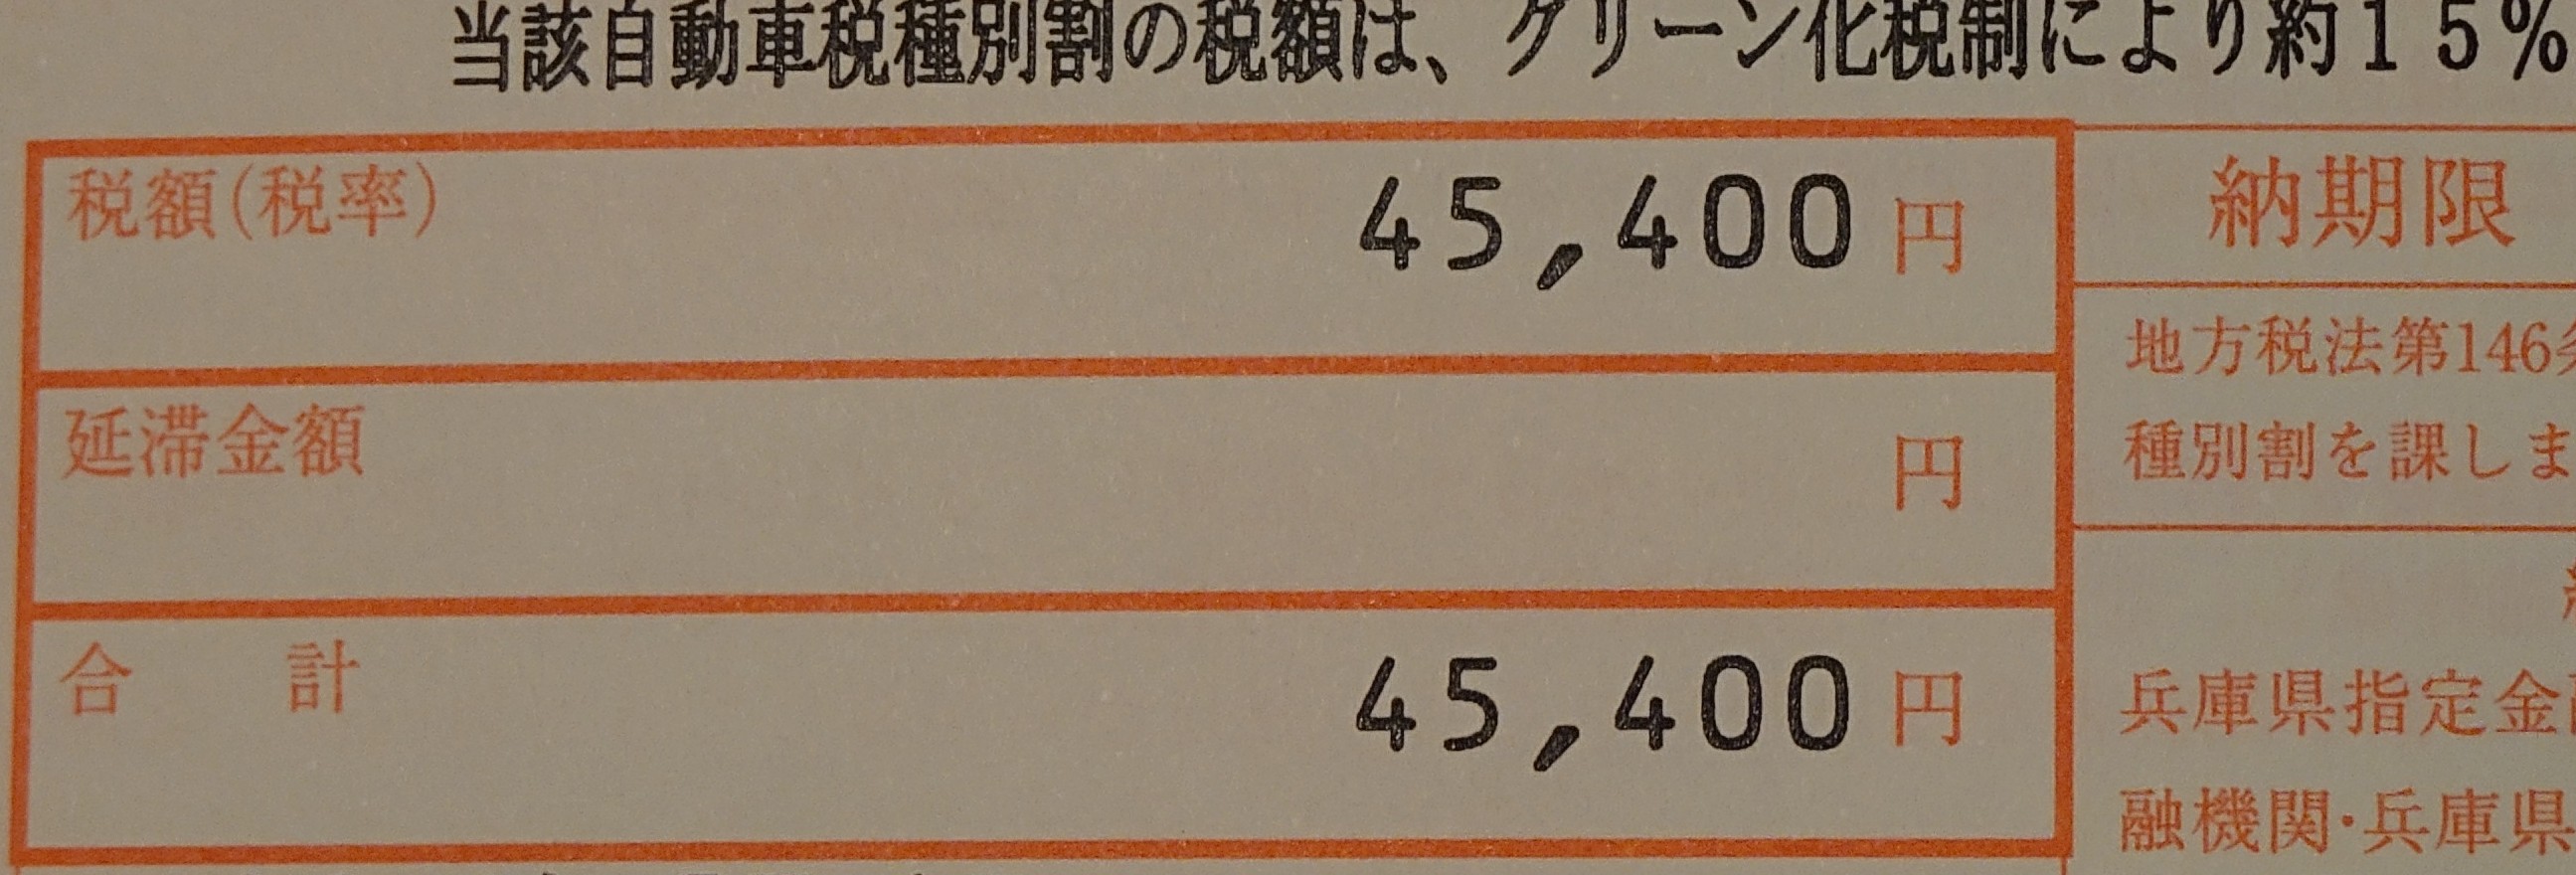 当該自動車税種別割の税額は、グリーン化税制により約15%
税額(税率) 45,400円
延滞金額 円
合計 45,400円
納期限
地方税法第146条
種別割を課しま
兵庫県指定金
融機関・兵庫県